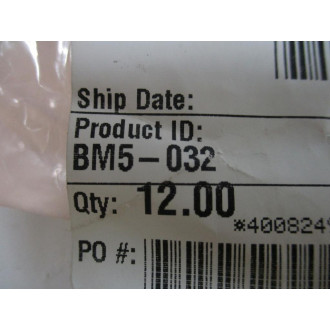 Ship Date:
Product ID:
BM5-032
Qty: 12.00
*400824
PO #: